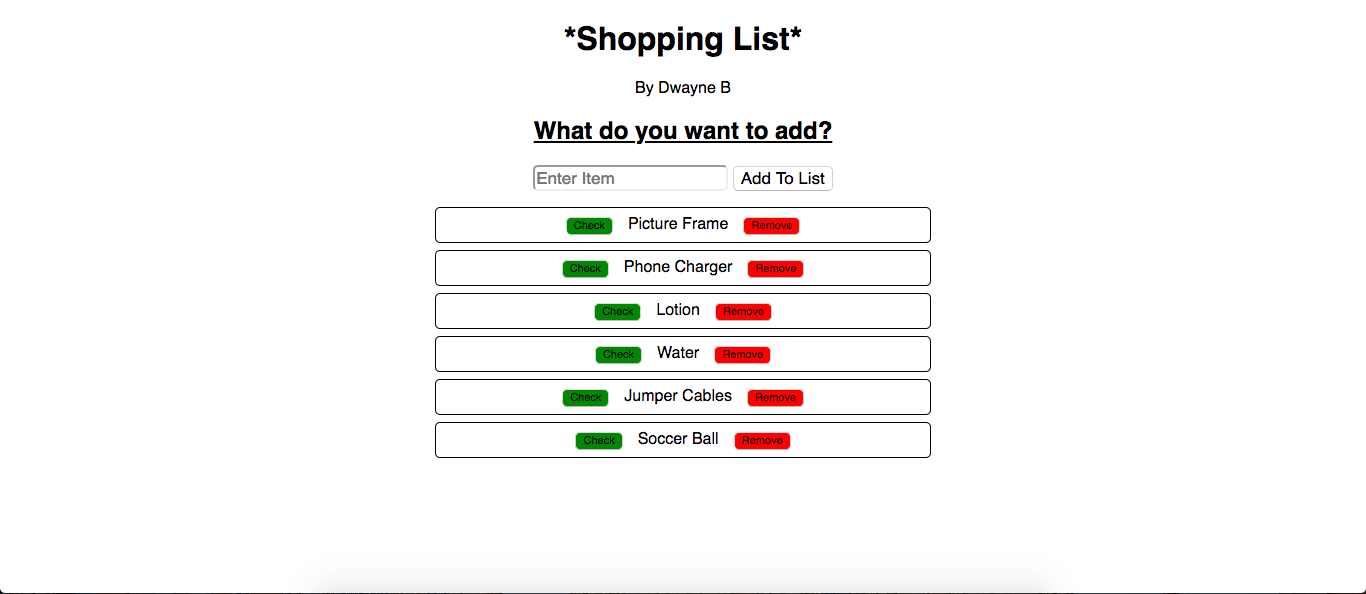 *Shopping List*
By Dwayne B
What do you want to add?
Enter Item Add To List
Check Picture Frame Remove
Check Phone Charger Remove
Check Lotion Remove
Check Water Remove
Check Jumper Cables Remove
Check Soccer Ball Remove